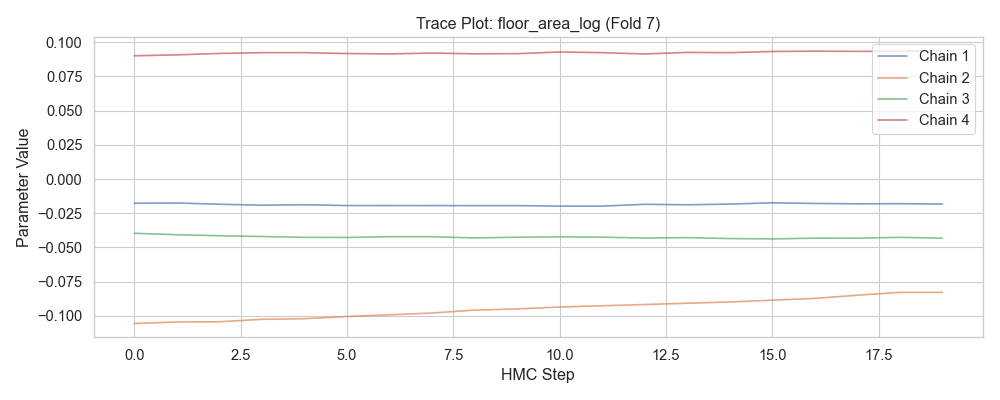 Trace Plot: floor_area_log (Fold 7)
Parameter Value
0.100
0.075
0.050
0.025
0.000
−0.025
−0.050
−0.075
−0.100
Chain 1
Chain 2
Chain 3
Chain 4
0.0 2.5 5.0 7.5 10.0 12.5 15.0 17.5
HMC Step